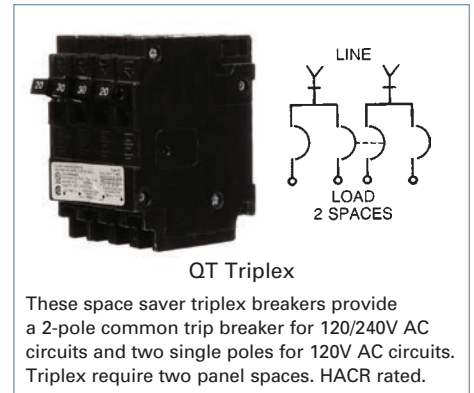 LINE
20 30 30 20
LOAD
2 SPACES
QT Triplex
These space saver triplex breakers provide
a 2-pole common trip breaker for 120/240V AC
circuits and two single poles for 120V AC circuits.
Triplex require two panel spaces. HACR rated.